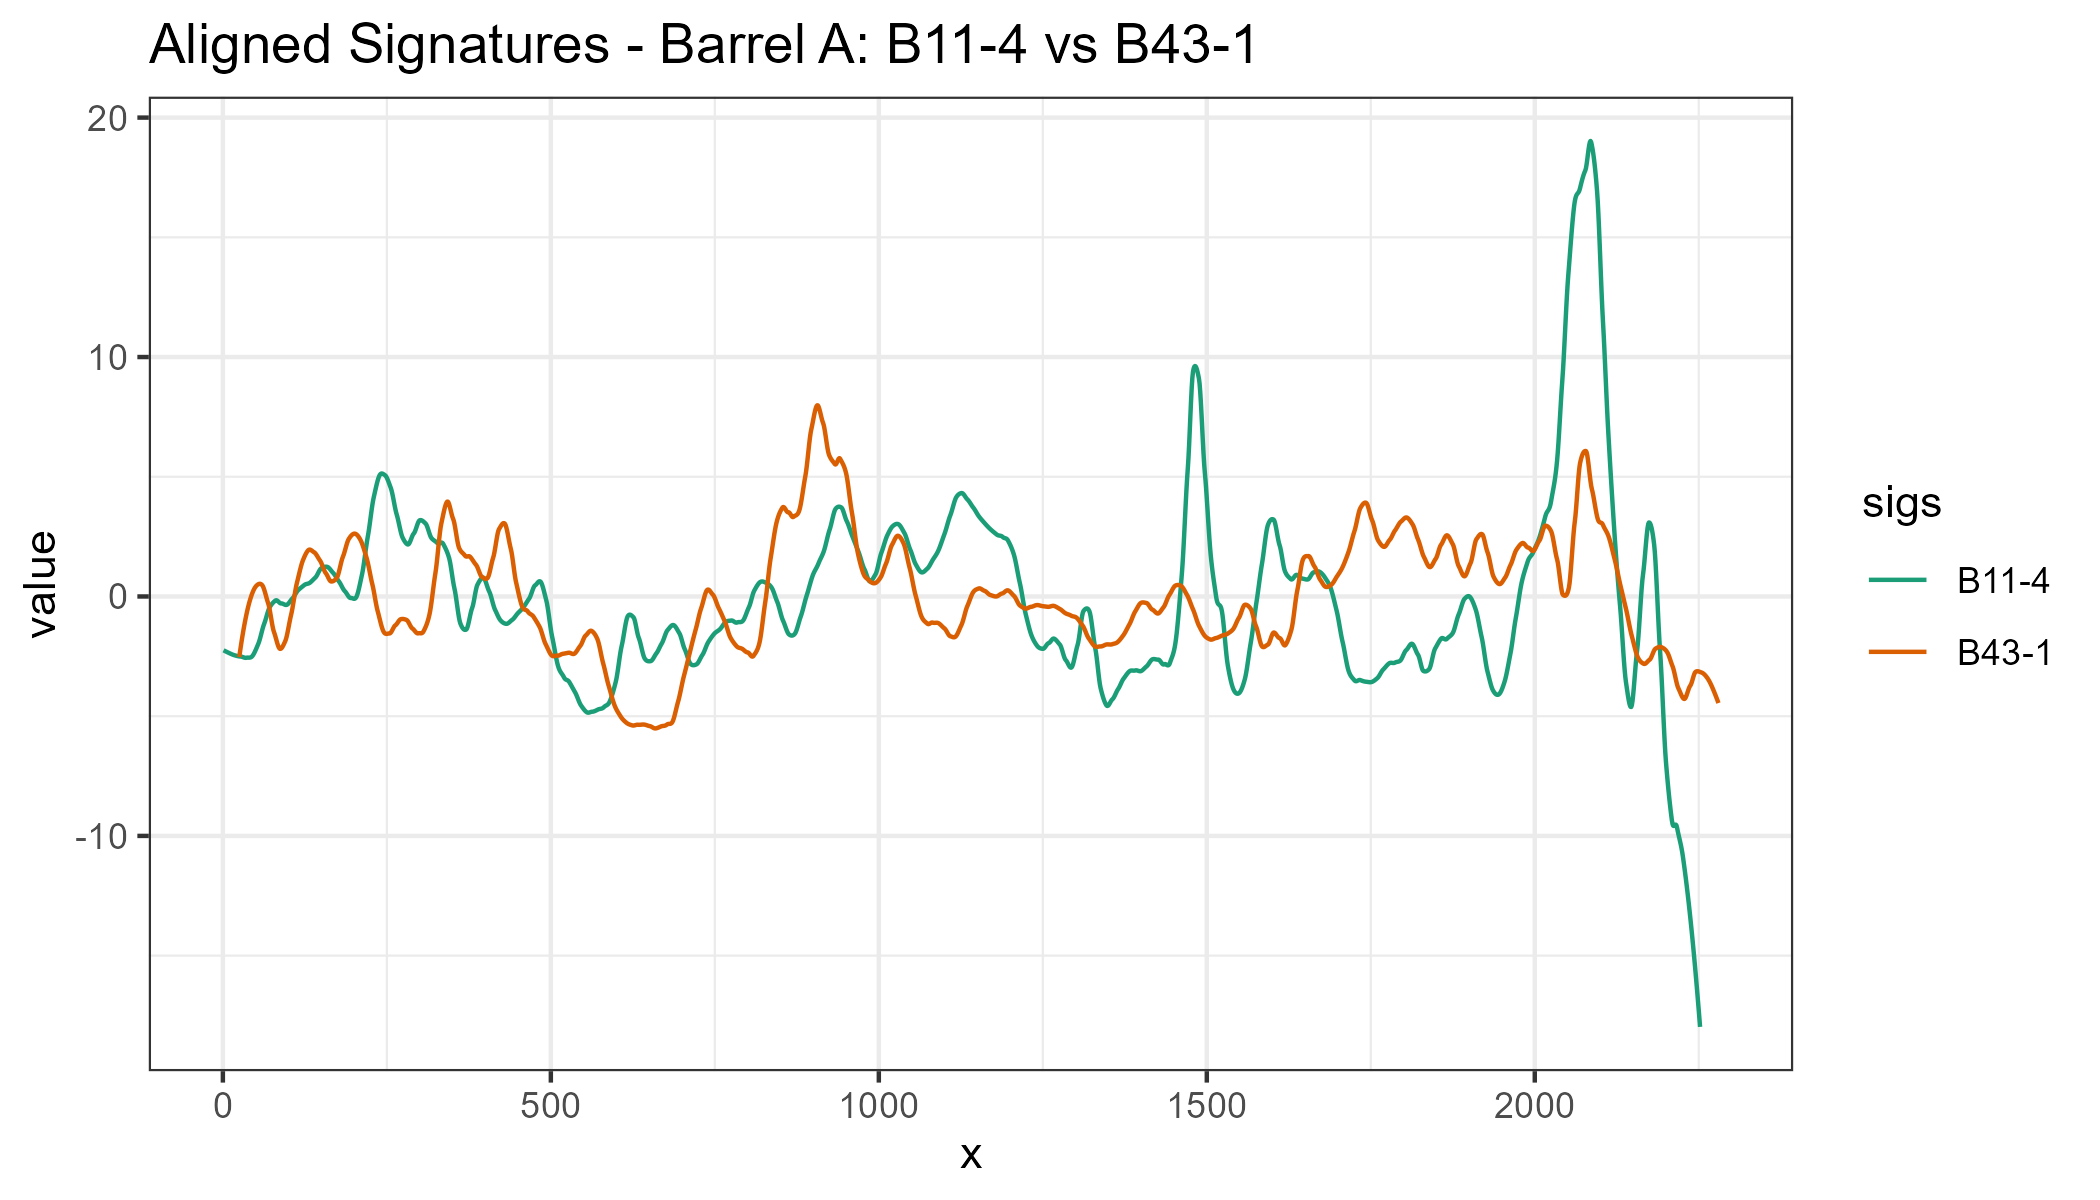 Aligned Signatures - Barrel A: B11-4 vs B43-1
20
10
0
-10
value
0 500 1000 1500 2000
x
sigs
B11-4
B43-1